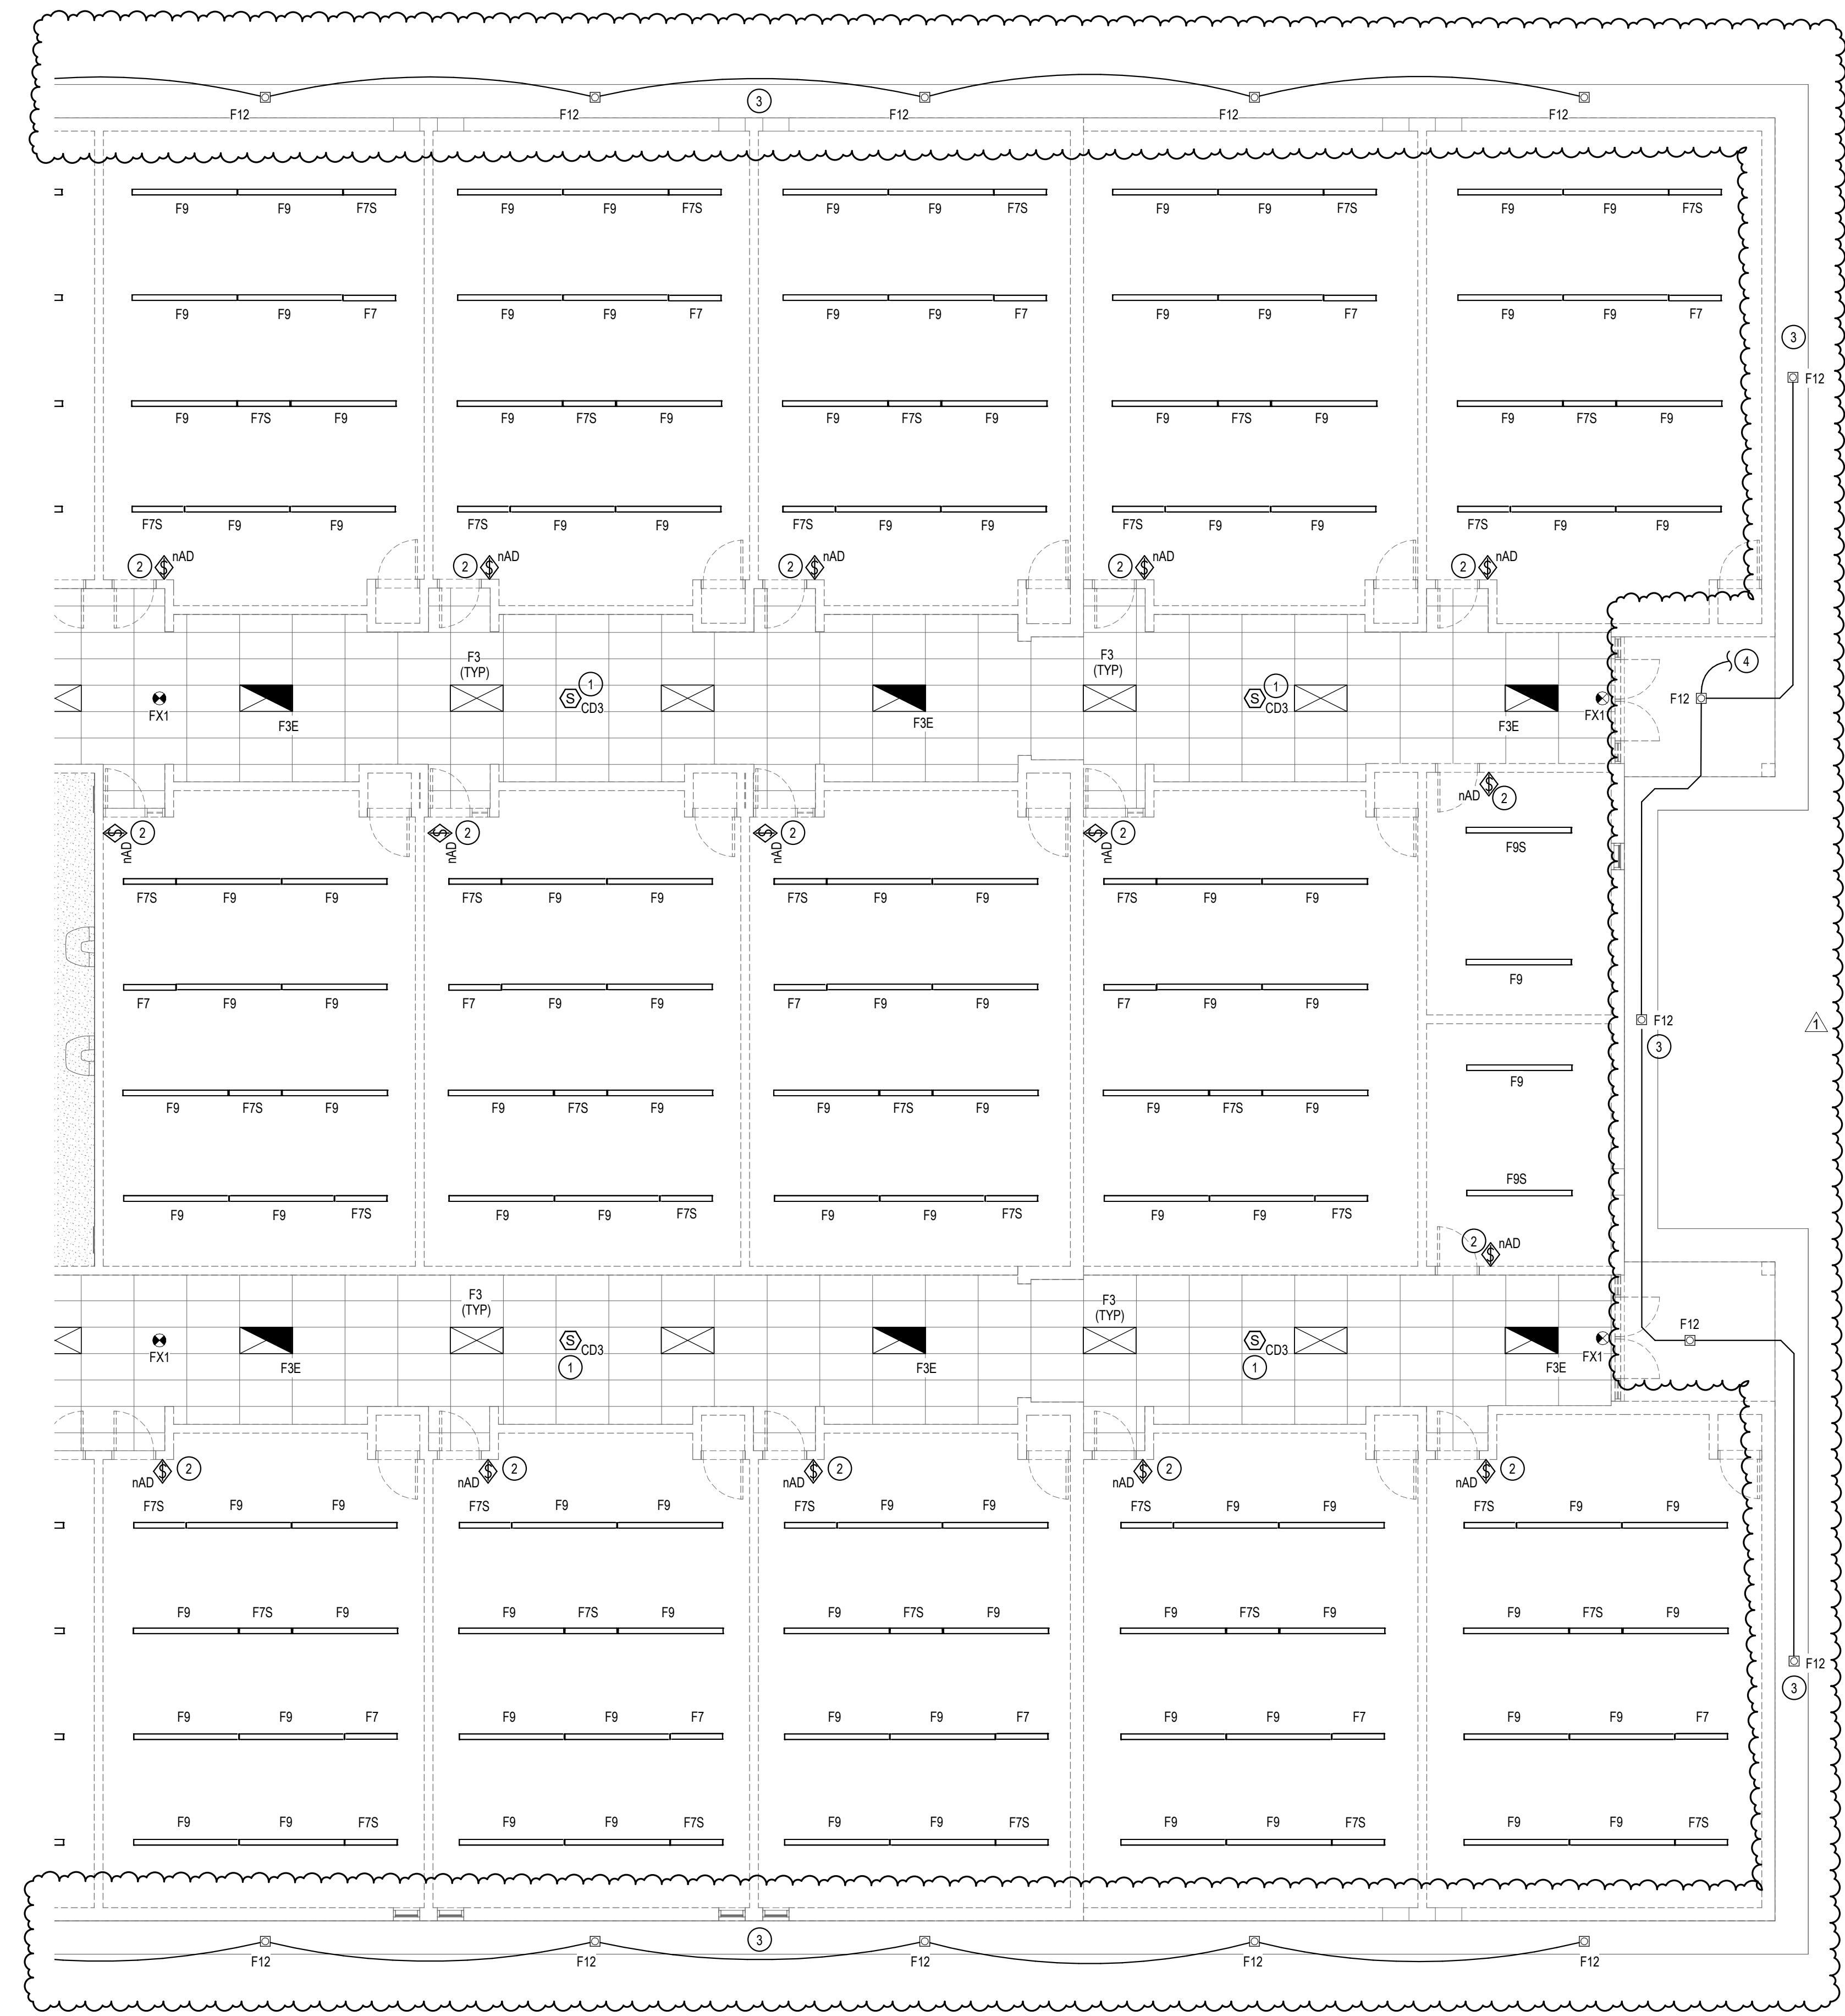 3
F12 F12 F12 F12 F12
F9 F9 F7S F9 F9 F7S F9 F9 F7S F9 F9 F7S F9 F9 F7S
F9 F9 F7 F9 F9 F7 F9 F9 F7 F9 F9 F7 F9 F9 F7
3
F12
F9 F7S F9 F9 F7S F9 F9 F7S F9 F9 F7S F9 F9 F7S F9
F7S F9 F9 F7S F9 F9 F7S F9 F9 F7S F9 F9 F7S F9 F9
2 $ nAD 2 $ nAD 2 $ nAD 2 $ nAD 2 $ nAD
F3 F3 4
(TYP) (TYP)
1 1
S CD3 S CD3 F12
FX1 F3E F3E F3E FX1
nAD $ 2
$ 2 $ 2 $ 2 $ 2
nAD nAD nAD nAD
F9S
F7S F9 F9 F7S F9 F9 F7S F9 F9 F7S F9 F9
F9
F7 F9 F9 F7 F9 F9 F7 F9 F9 F7 F9 F9
F12 1
3
F9
F9 F7S F9 F9 F7S F9 F9 F7S F9 F9 F7S F9
F9S
F9 F9 F7S F9 F9 F7S F9 F9 F7S F9 F9 F7S
2 $ nAD
F3 F3
(TYP) (TYP)
F12
S CD3 S CD3
FX1 FX1
F3E 1 F3E 1 F3E
nAD $ 2 nAD $ 2 nAD $ 2 nAD $ 2 nAD $ 2
F7S F9 F9 F7S F9 F9 F7S F9 F9 F7S F9 F9 F7S F9 F9
F9 F7S F9 F9 F7S F9 F9 F7S F9 F9 F7S F9 F9 F7S F9
F12
3
F9 F9 F7 F9 F9 F7 F9 F9 F7 F9 F9 F7 F9 F9 F7
F9 F9 F7S F9 F9 F7S F9 F9 F7S F9 F9 F7S F9 F9 F7S
3
F12 F12 F12 F12 F12